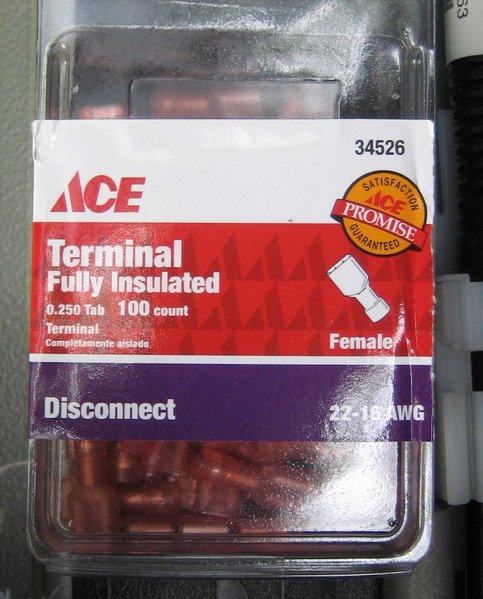 63
34526
ACE
SATISFACTION
ACE
PROMISE
GUARANTEED
Terminal
Fully Insulated
0.250 Tab 100 count
Terminal
Completamente aislado
Female
Disconnect
22-16 AWG